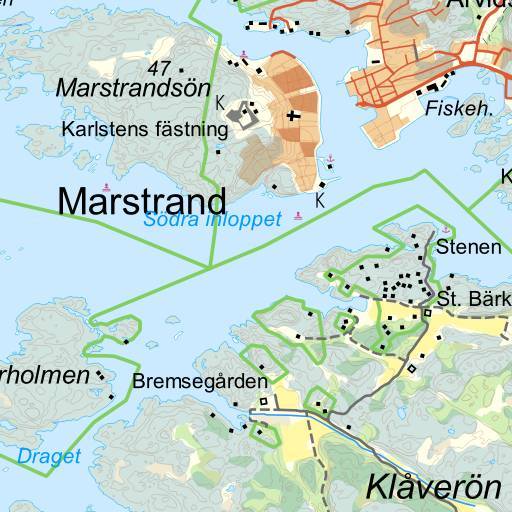 Arvids
47
Marstrandsön
K
Fiskeh.
Karlstens fästning
K
Marstrand
K
Södra inloppet
Stenen
St. Bärk
rholmen
Bremsegården
Draget
Klåverön